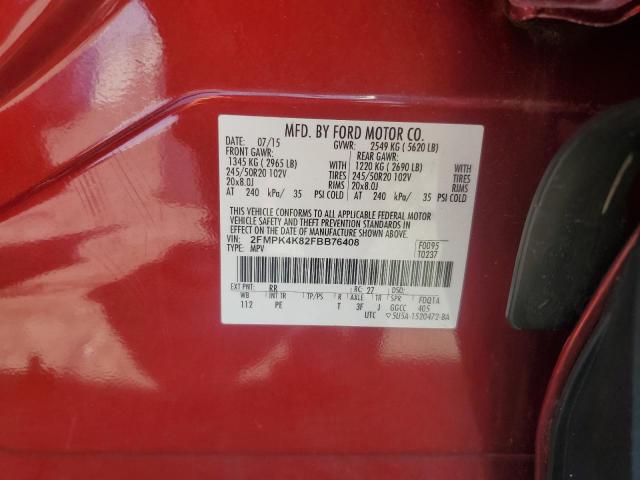 MFD. BY FORD MOTOR CO.
DATE: 07/15 GVWR: 2549 KG (5620 LB)
FRONT GAWR: REAR GAWR:
1345 KG (2965 LB) WITH 1220 KG (2690 LB) WITH
245/50R20 102V TIRES 245/50R20 102V TIRES
20x8.0J RIMS 20x8.0J RIMS
AT 240 kPa/ 35 PSI COLD AT 240 kPa/ 35 PSI COLD
THIS VEHICLE CONFORMS TO ALL APPLICABLE FEDERAL MOTOR
VEHICLE SAFETY AND THEFT PREVENTION STANDARDS IN
EFFECT ON THE DATE OF MANUFACTURE SHOWN ABOVE.
VIN: 2FMPK4K82FBB76408 F0095
TYPE: MPV T0237
EXT PNT: RR RC: 27 DSO:
WB INT TR TP/PS R AXLE TR SPR FDQTA
112 PE T 3F J GGCC 405
UTC 5U5A-1520472-BA